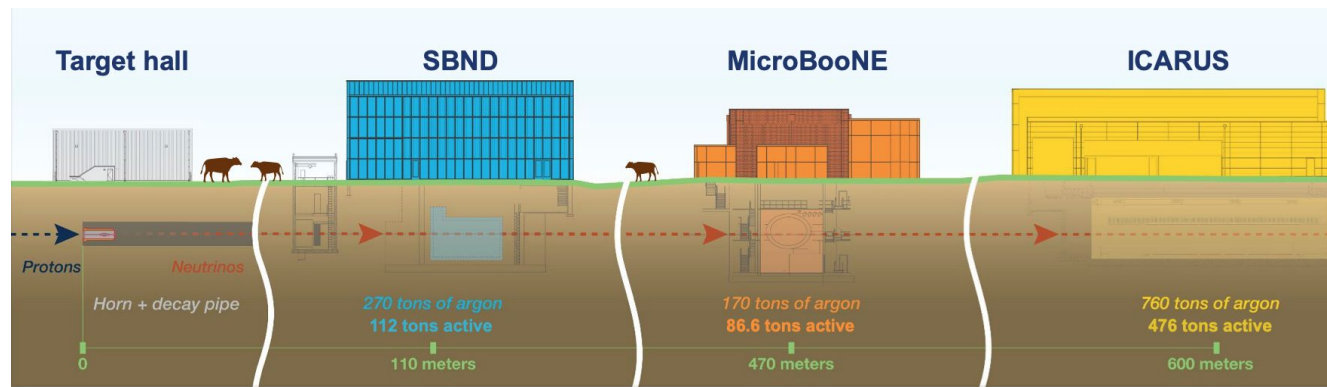 Target hall
SBND
MicroBooNE
ICARUS
Protons
Neutrinos
Horn + decay pipe
270 tons of argon
112 tons active
170 tons of argon
86.6 tons active
760 tons of argon
476 tons active
0
110 meters
470 meters
600 meters